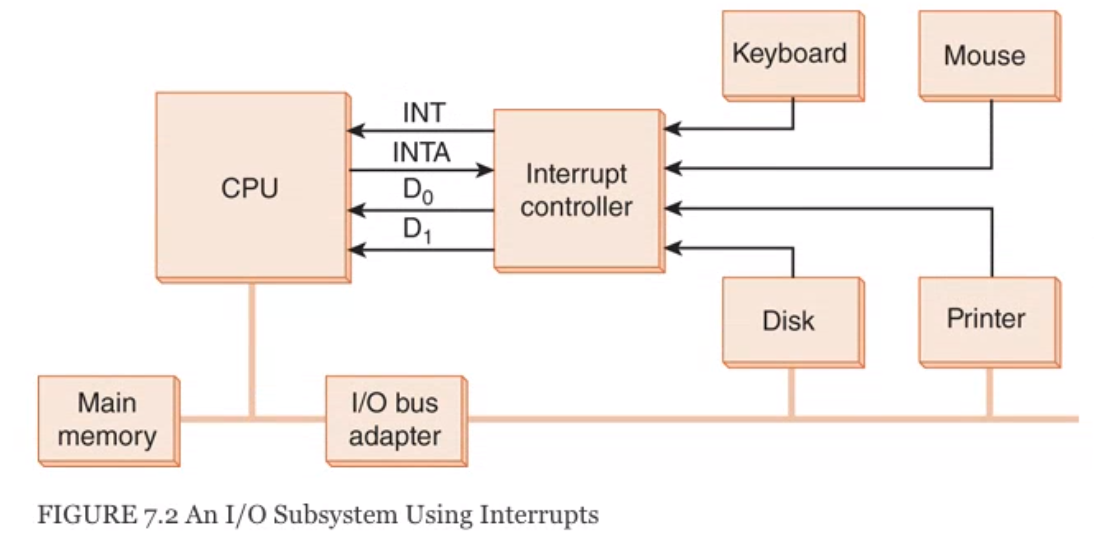 Keyboard
Mouse
INT
INTA
CPU
Interrupt
controller
D₀
D₁
Disk
Printer
Main
memory
I/O bus
adapter
FIGURE 7.2 An I/O Subsystem Using Interrupts